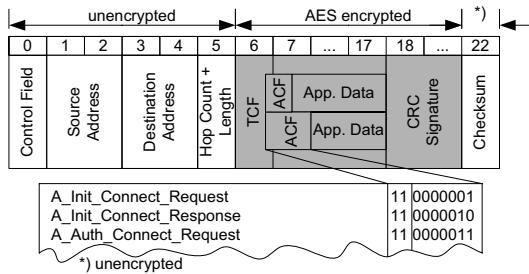 unencrypted AES encrypted *)
0 1 2 3 4 5 6 7 ... 17 18 ... 22
Control Field
Source
Address
Destination
Address
Hop Count +
Length
TCF
ACF App. Data
ACF App. Data
CRC
Signature
Checksum
A_Init_Connect_Request 11 0000001
A_Init_Connect_Response 11 0000010
A_Auth_Connect_Request 11 0000011
*) unencrypted